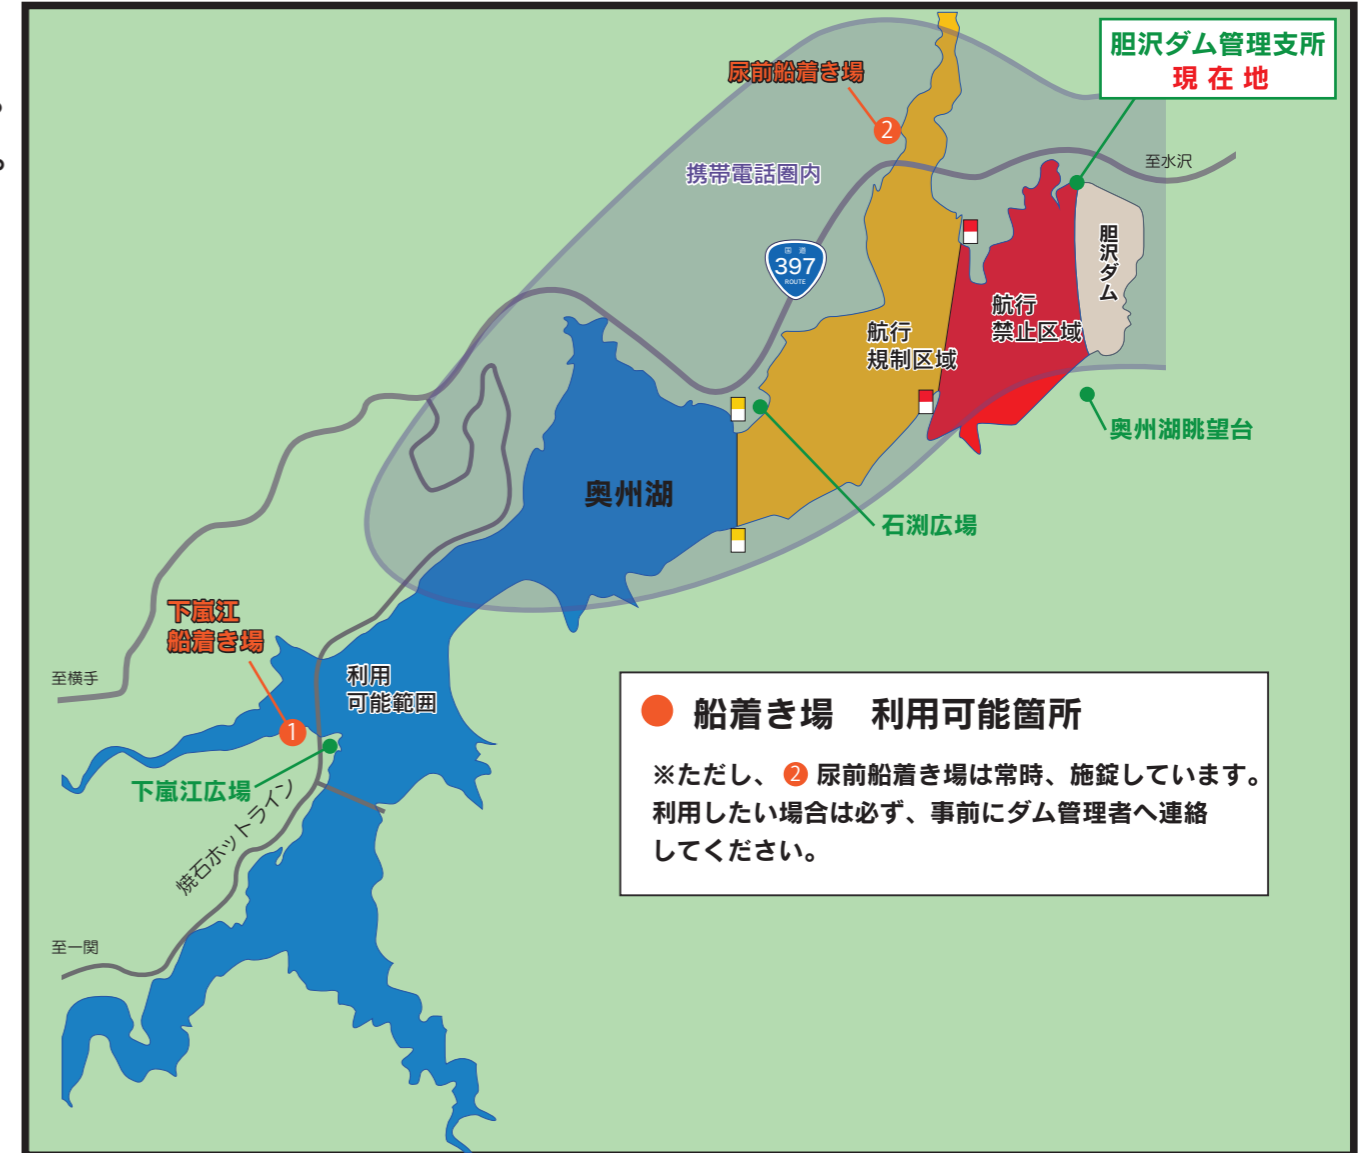 胆沢ダム管理支所
現在地
尿前船着き場
2
携帯電話圏内
至水沢
国道
397
ROUTE
胆沢ダム
航行
禁止区域
航行
規制区域
奥州湖眺望台
石渕広場
奥州湖
下嵐江
船着き場
至横手
利用
可能範囲
1
下嵐江広場
焼石ホットライン
至一関
船着き場　利用可能箇所
※ただし、2 尿前船着き場は常時、施錠しています。
利用したい場合は必ず、事前にダム管理者へ連絡
してください。